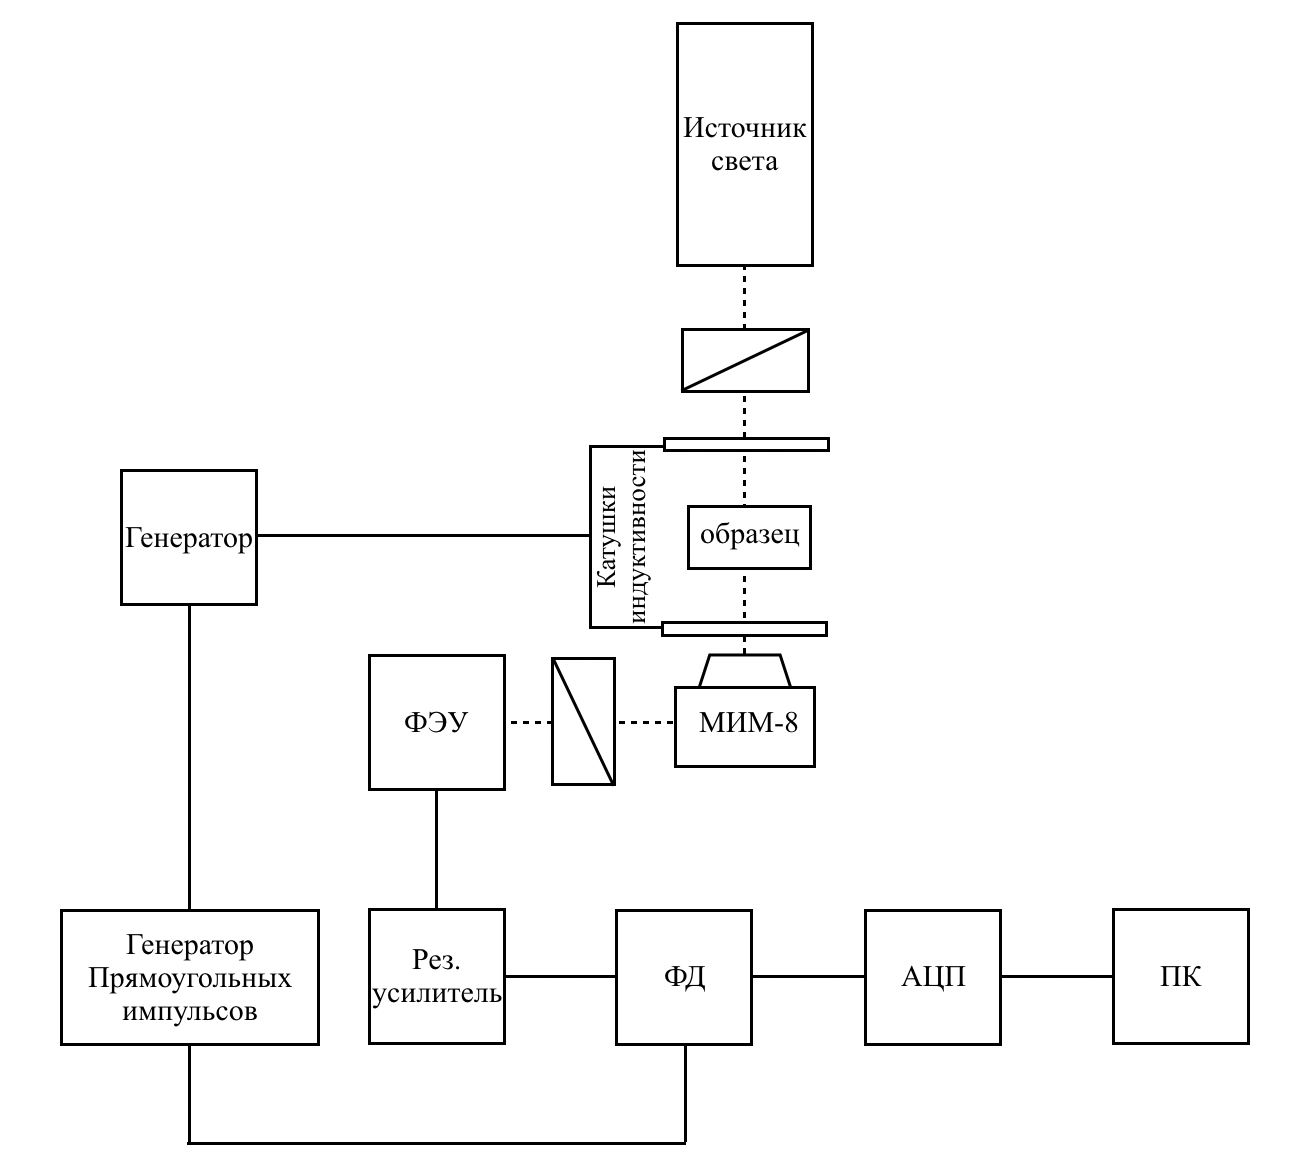 Источник
света
Катушки
индуктивности
образец
Генератор
ФЭУ
МИМ-8
Генератор
Прямоугольных
импульсов
Рез.
усилитель
ФД
АЦП
ПК